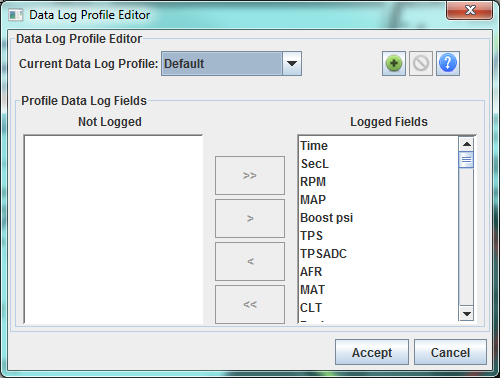 Data Log Profile Editor
Data Log Profile Editor
Current Data Log Profile: Default
?
Profile Data Log Fields
Not Logged
Logged Fields
>>
>
<
<<
Time
SecL
RPM
MAP
Boost psi
TPS
TPSADC
AFR
MAT
CLT
Accept
Cancel